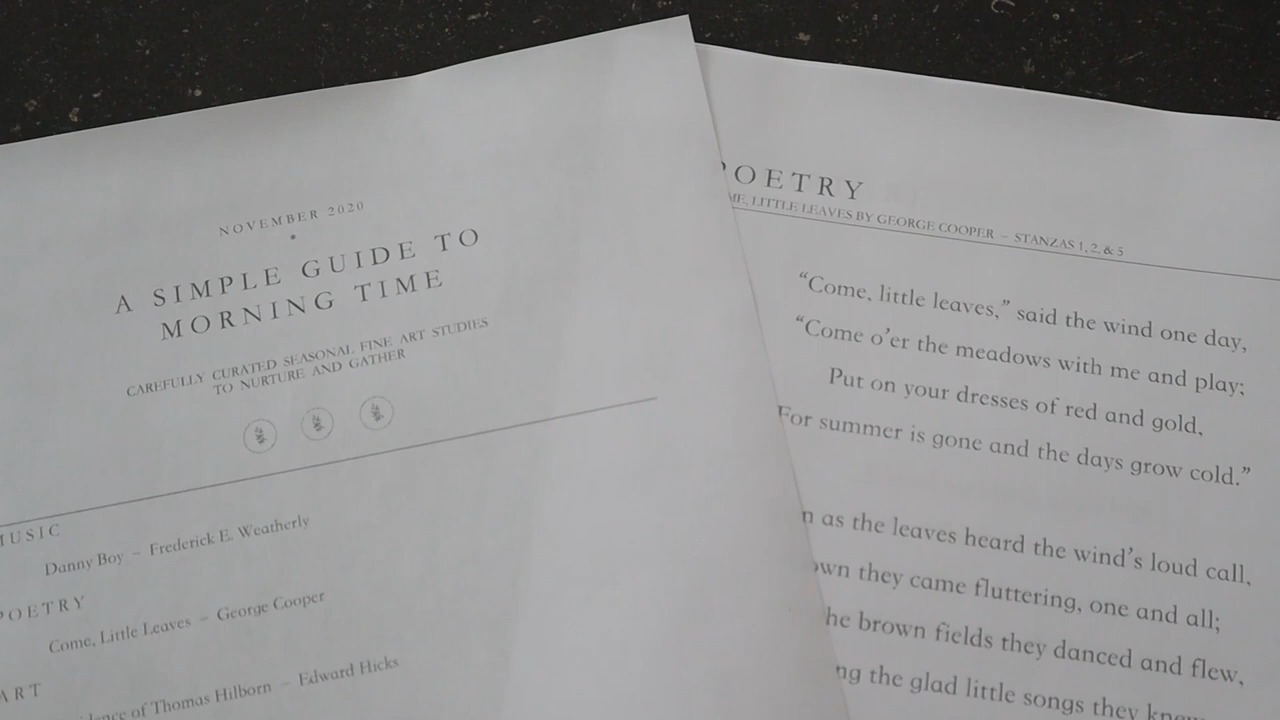 NOVEMBER 2020
A SIMPLE GUIDE TO
MORNING TIME
CAREFULLY CURATED SEASONAL FINE ART STUDIES
TO NURTURE AND GATHER
Danny Boy – Frederick E. Weatherly
POETRY
Come, Little Leaves – George Cooper
ART
of Thomas Hilborn – Edward Hicks
POETRY
LITTLE LEAVES BY GEORGE COOPER – STANZAS 1, 2, & 5
“Come, little leaves,” said the wind one day,
“Come o’er the meadows with me and play;
Put on your dresses of red and gold,
For summer is gone and the days grow cold.”
as the leaves heard the wind’s loud call,
they came fluttering, one and all;
brown fields they danced and flew,
the glad little songs they